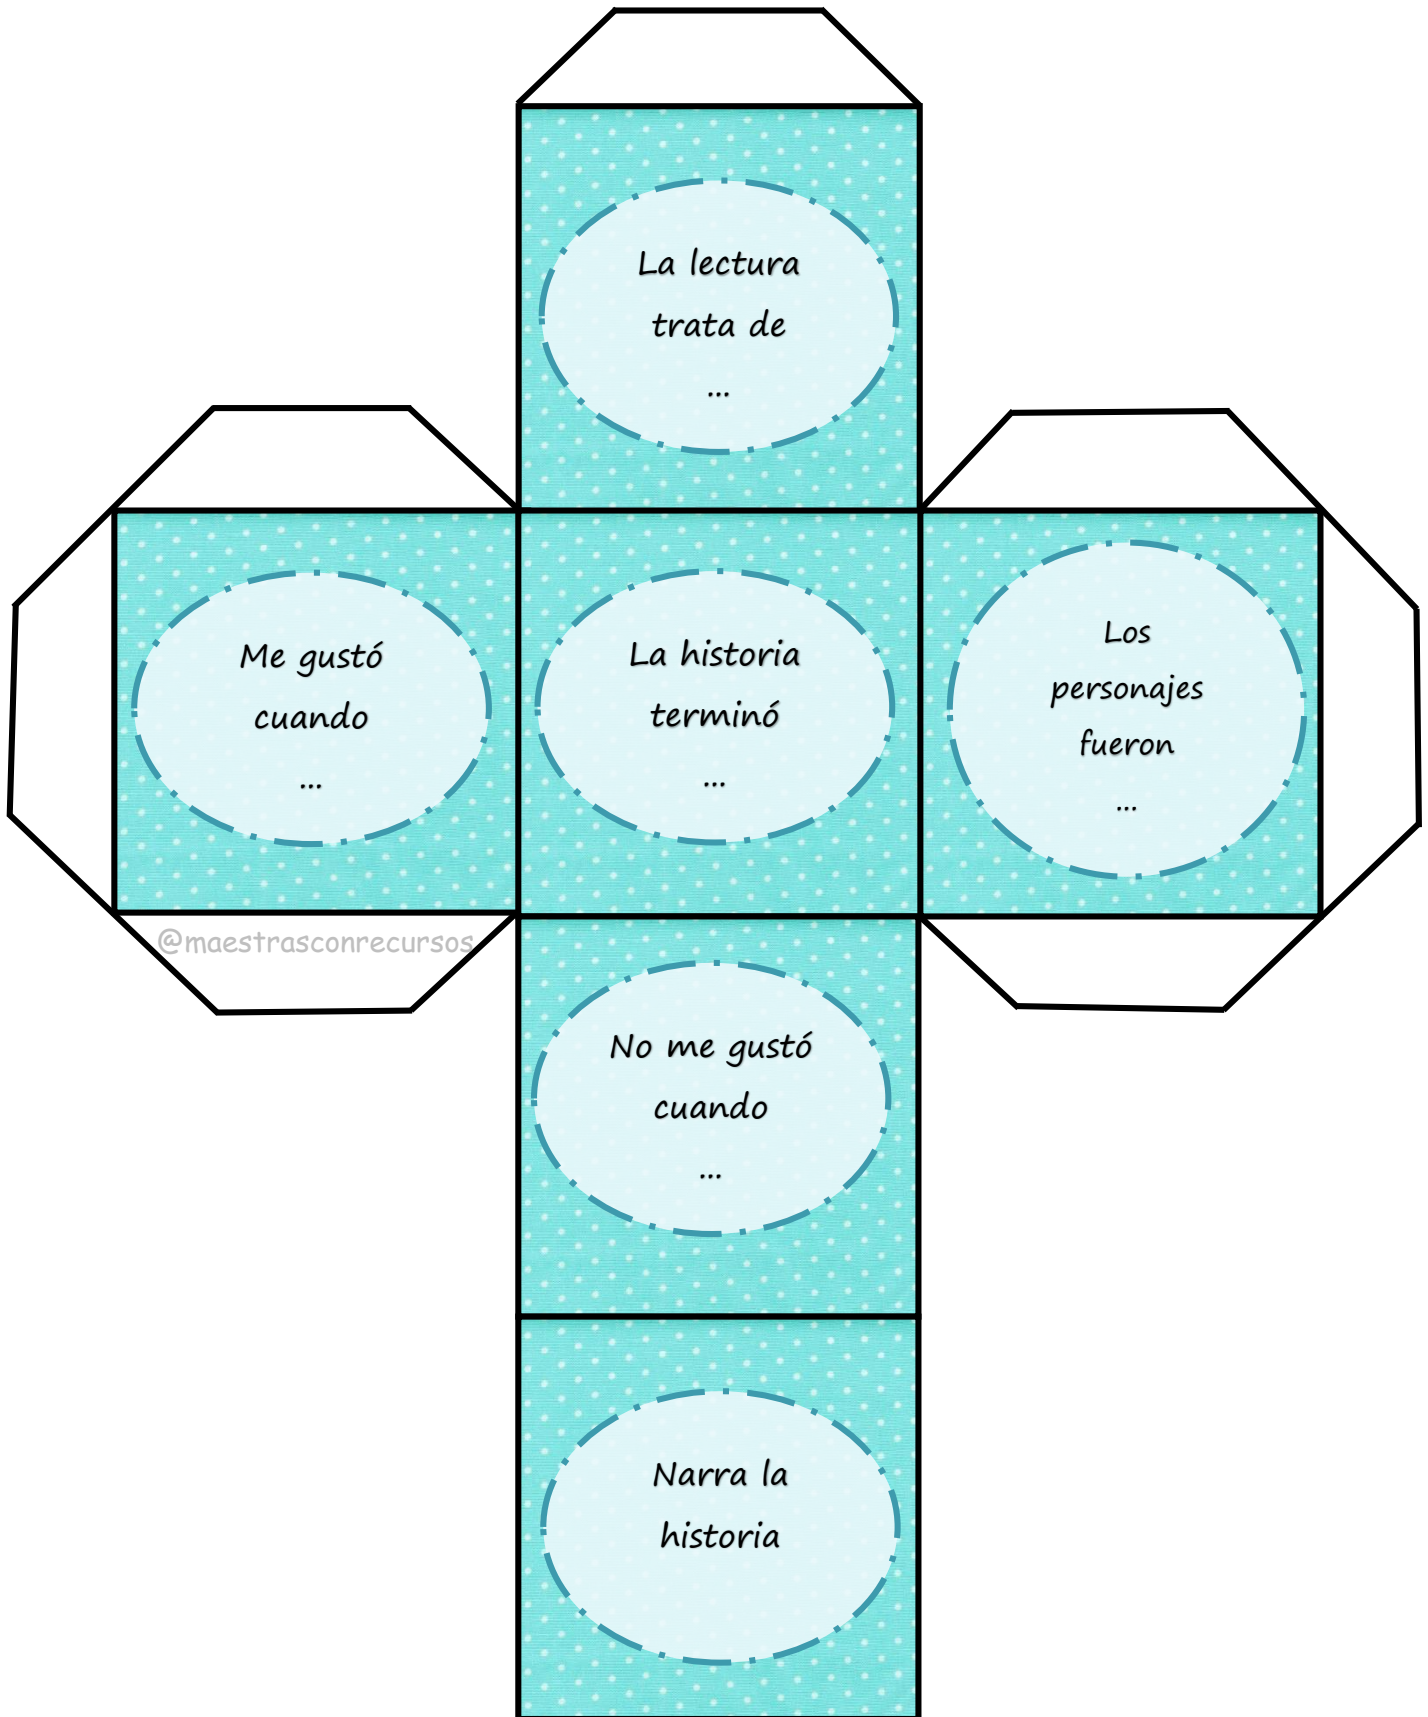 La lectura
trata de
...
Me gustó
cuando
...
La historia
terminó
...
Los
personajes
fueron
...
@maestrasconrecursos
No me gustó
cuando
...
Narra la
historia